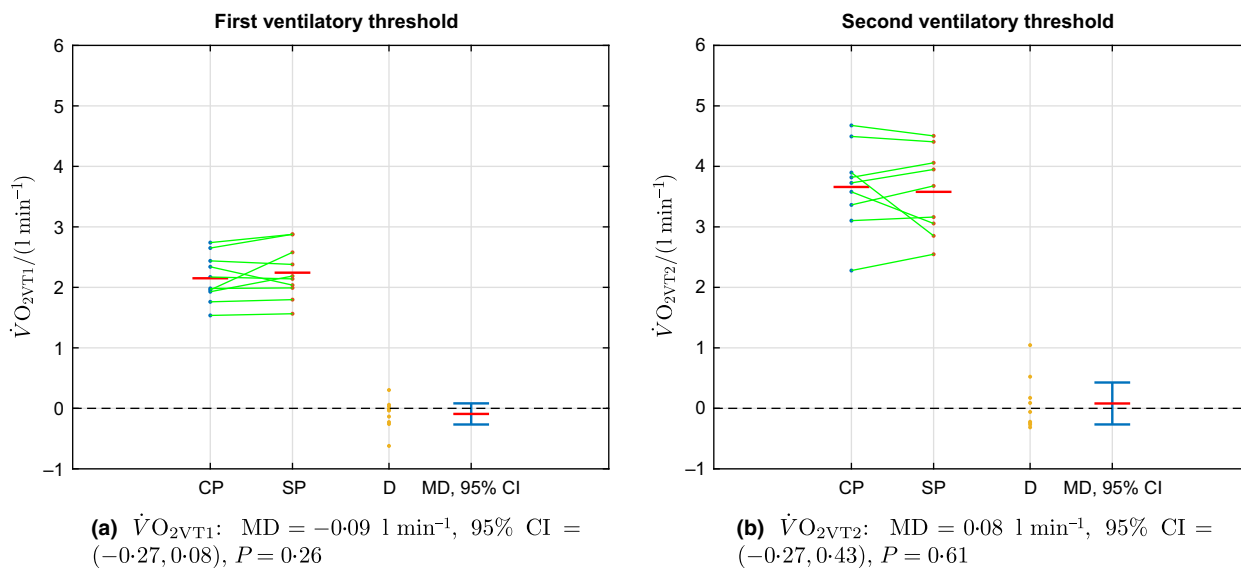 First ventilatory threshold
V̇O₂VT1/(l min⁻¹)
6
5
4
3
2
1
0
–1
CP SP D MD, 95% CI
(a) V̇O₂VT1: MD = −0·09 l min⁻¹, 95% CI =
(−0·27, 0·08), P = 0·26
Second ventilatory threshold
V̇O₂VT2/(l min⁻¹)
6
5
4
3
2
1
0
–1
CP SP D MD, 95% CI
(b) V̇O₂VT2: MD = 0·08 l min⁻¹, 95% CI =
(−0·27, 0·43), P = 0·61